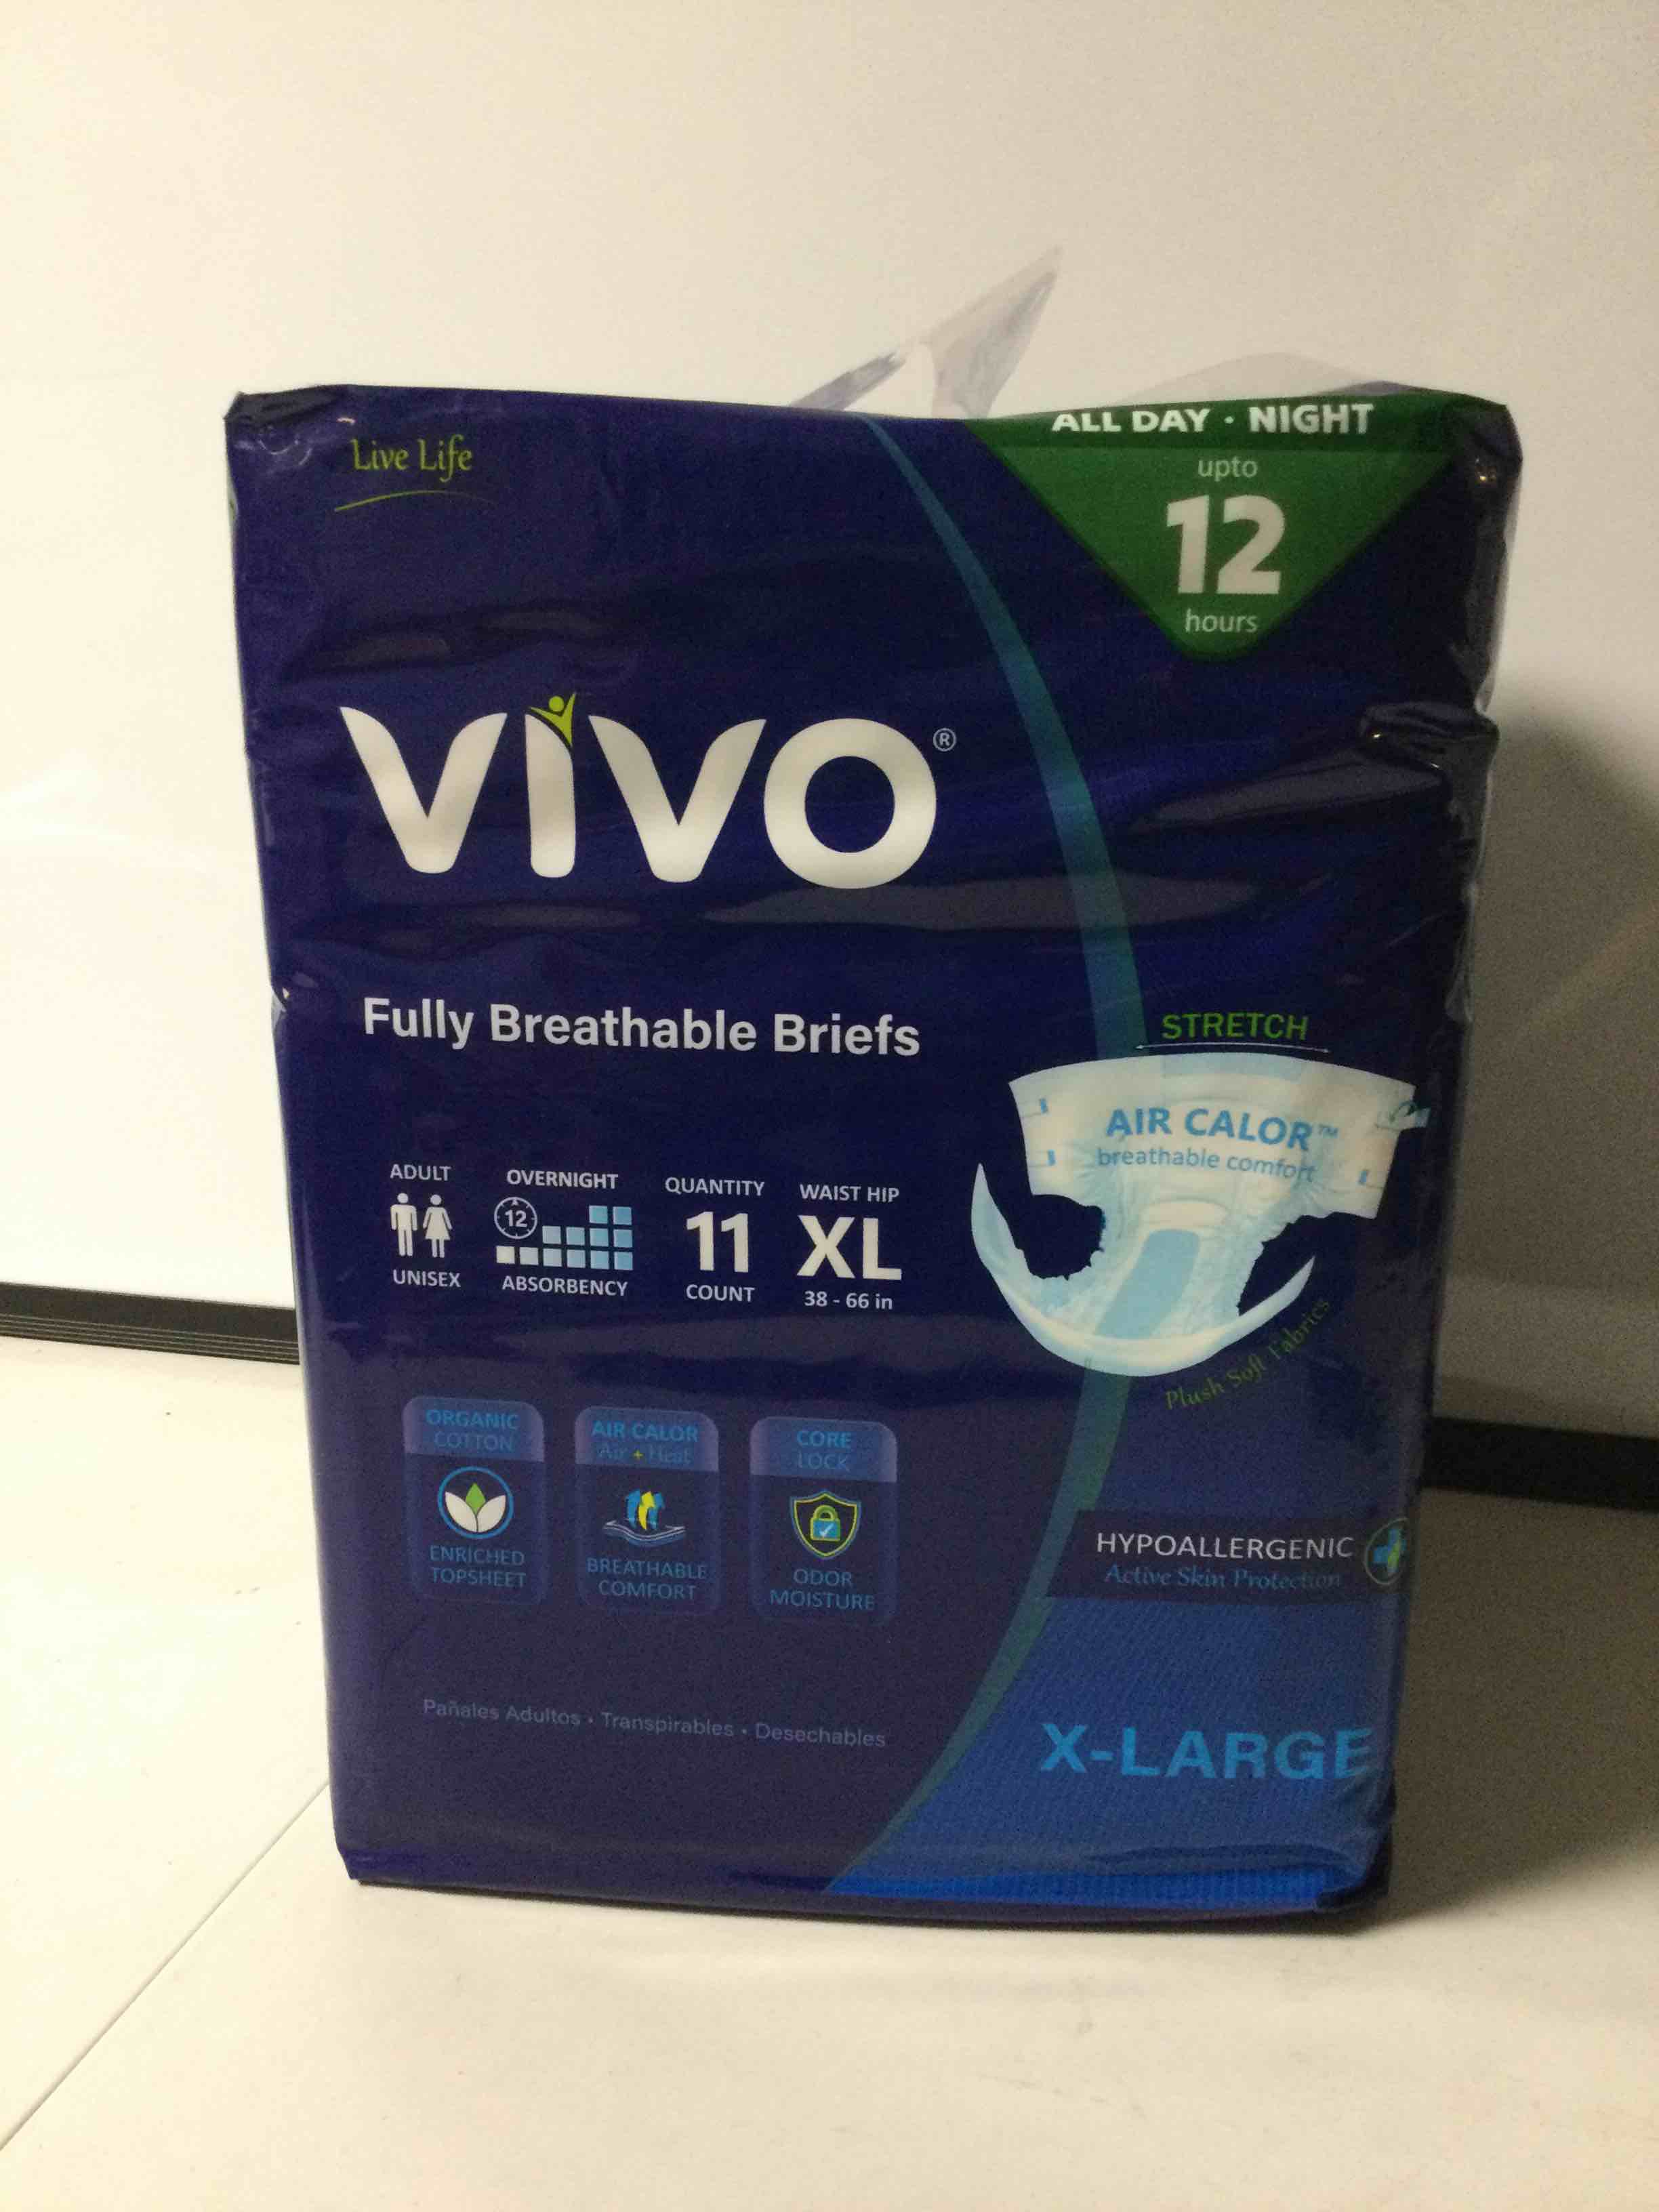 Live Life
ALL DAY · NIGHT
upto
12
hours
VIVO®
Fully Breathable Briefs
STRETCH
AIR CALOR™
breathable comfort
Plush Soft Fabrics
ADULT
UNISEX
OVERNIGHT
12
ABSORBENCY
QUANTITY
11
COUNT
WAIST HIP
XL
38 - 66 in
ORGANIC
COTTON
ENRICHED
TOPSHEET
AIR CALOR
Air + Heat
BREATHABLE
COMFORT
CORE
LOCK
ODOR
MOISTURE
HYPOALLERGENIC
Active Skin Protection
Pañales Adultos • Transpirables • Desechables
X-LARGE